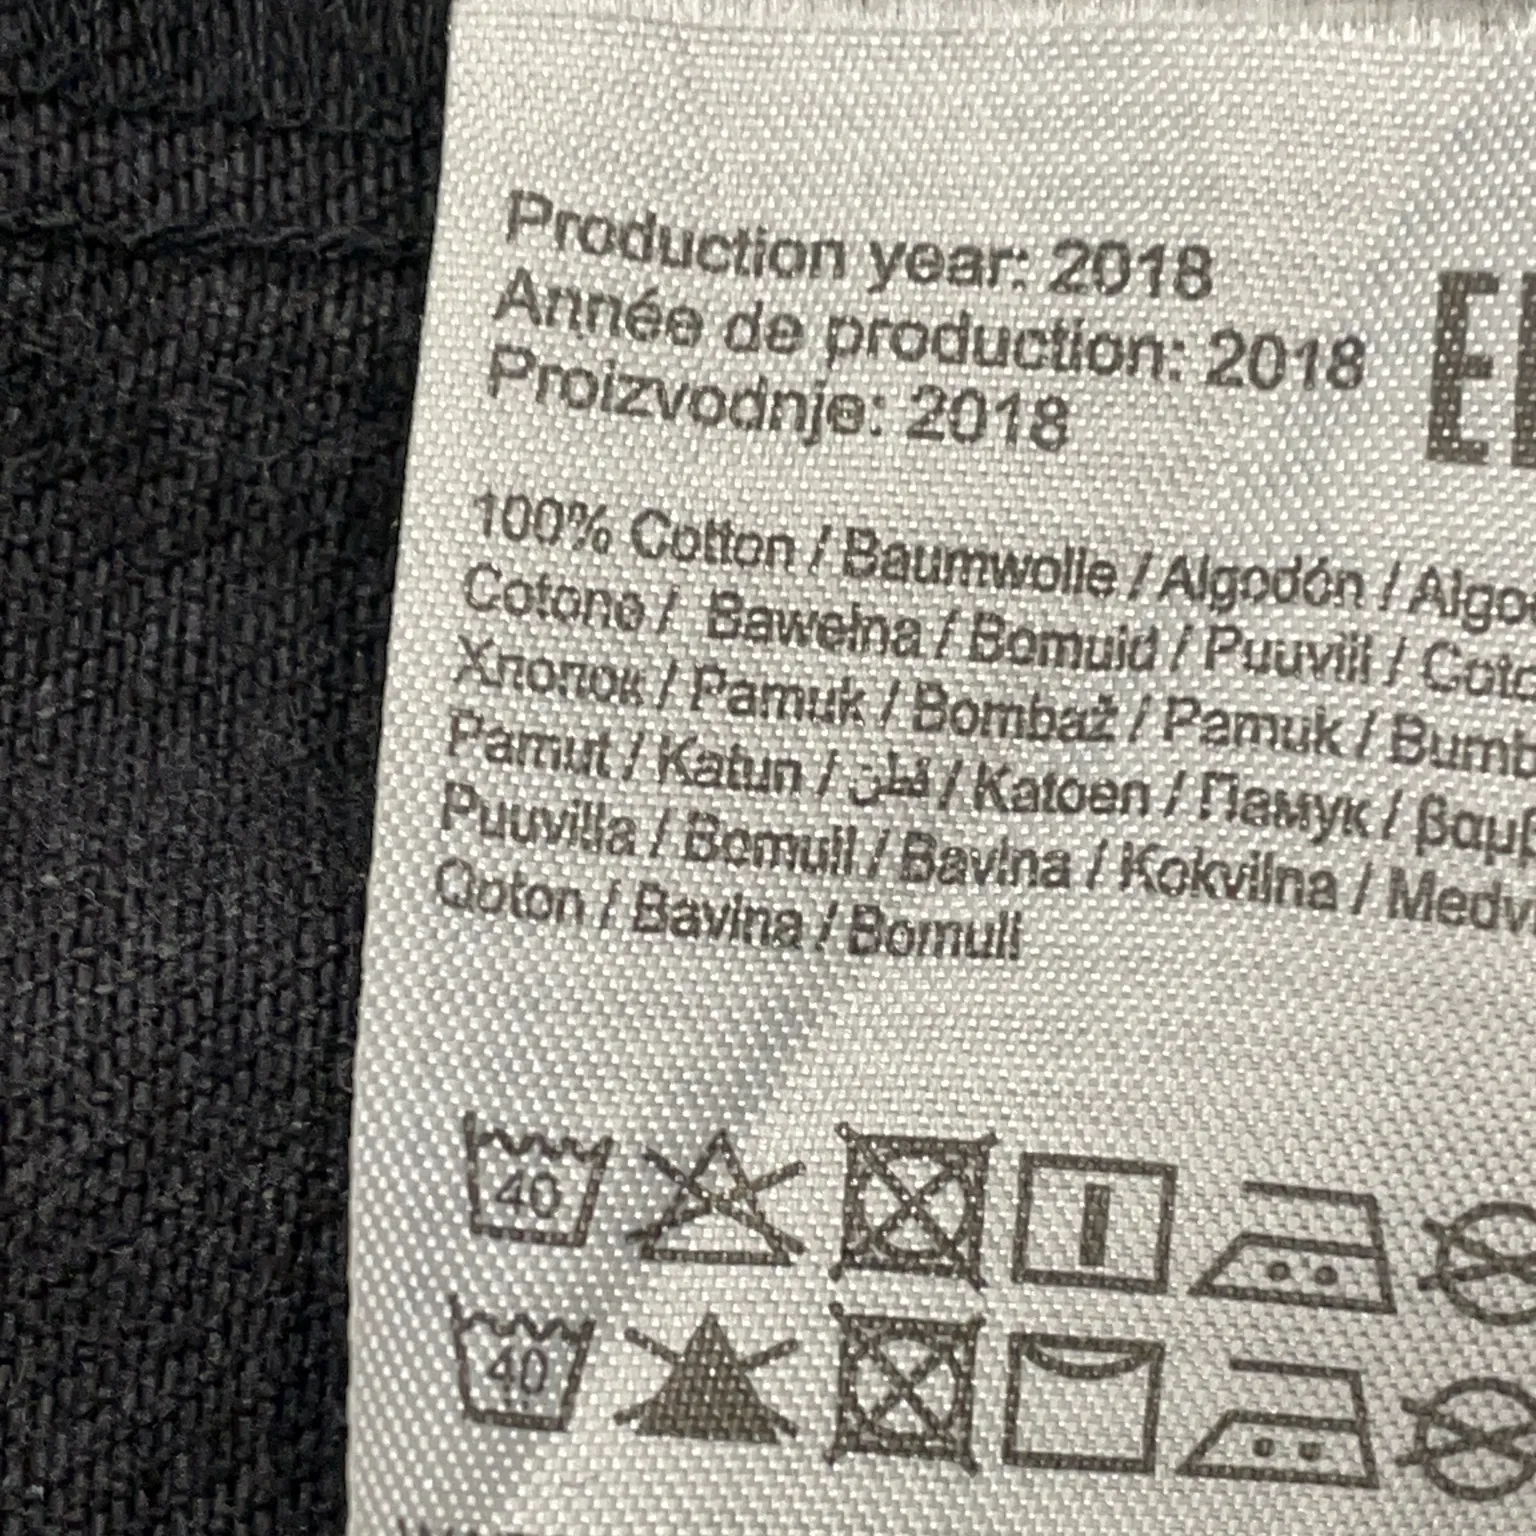 Production year: 2018
Année de production: 2018
Proizvodnje: 2018
100% Cotton / Baumwolle / Algodón / Algo
Cotone / Bawełna / Bomuld / Puuvill / Coto
Хлопок / Pamuk / Bombaž / Pamuk / Bumb
Pamut / Katun / قطن / Katoen / Памук / βαμβ
Puuvilla / Bomull / Bavlna / Kokvilna / Medv
Qoton / Bavlna / Bomull
40
40